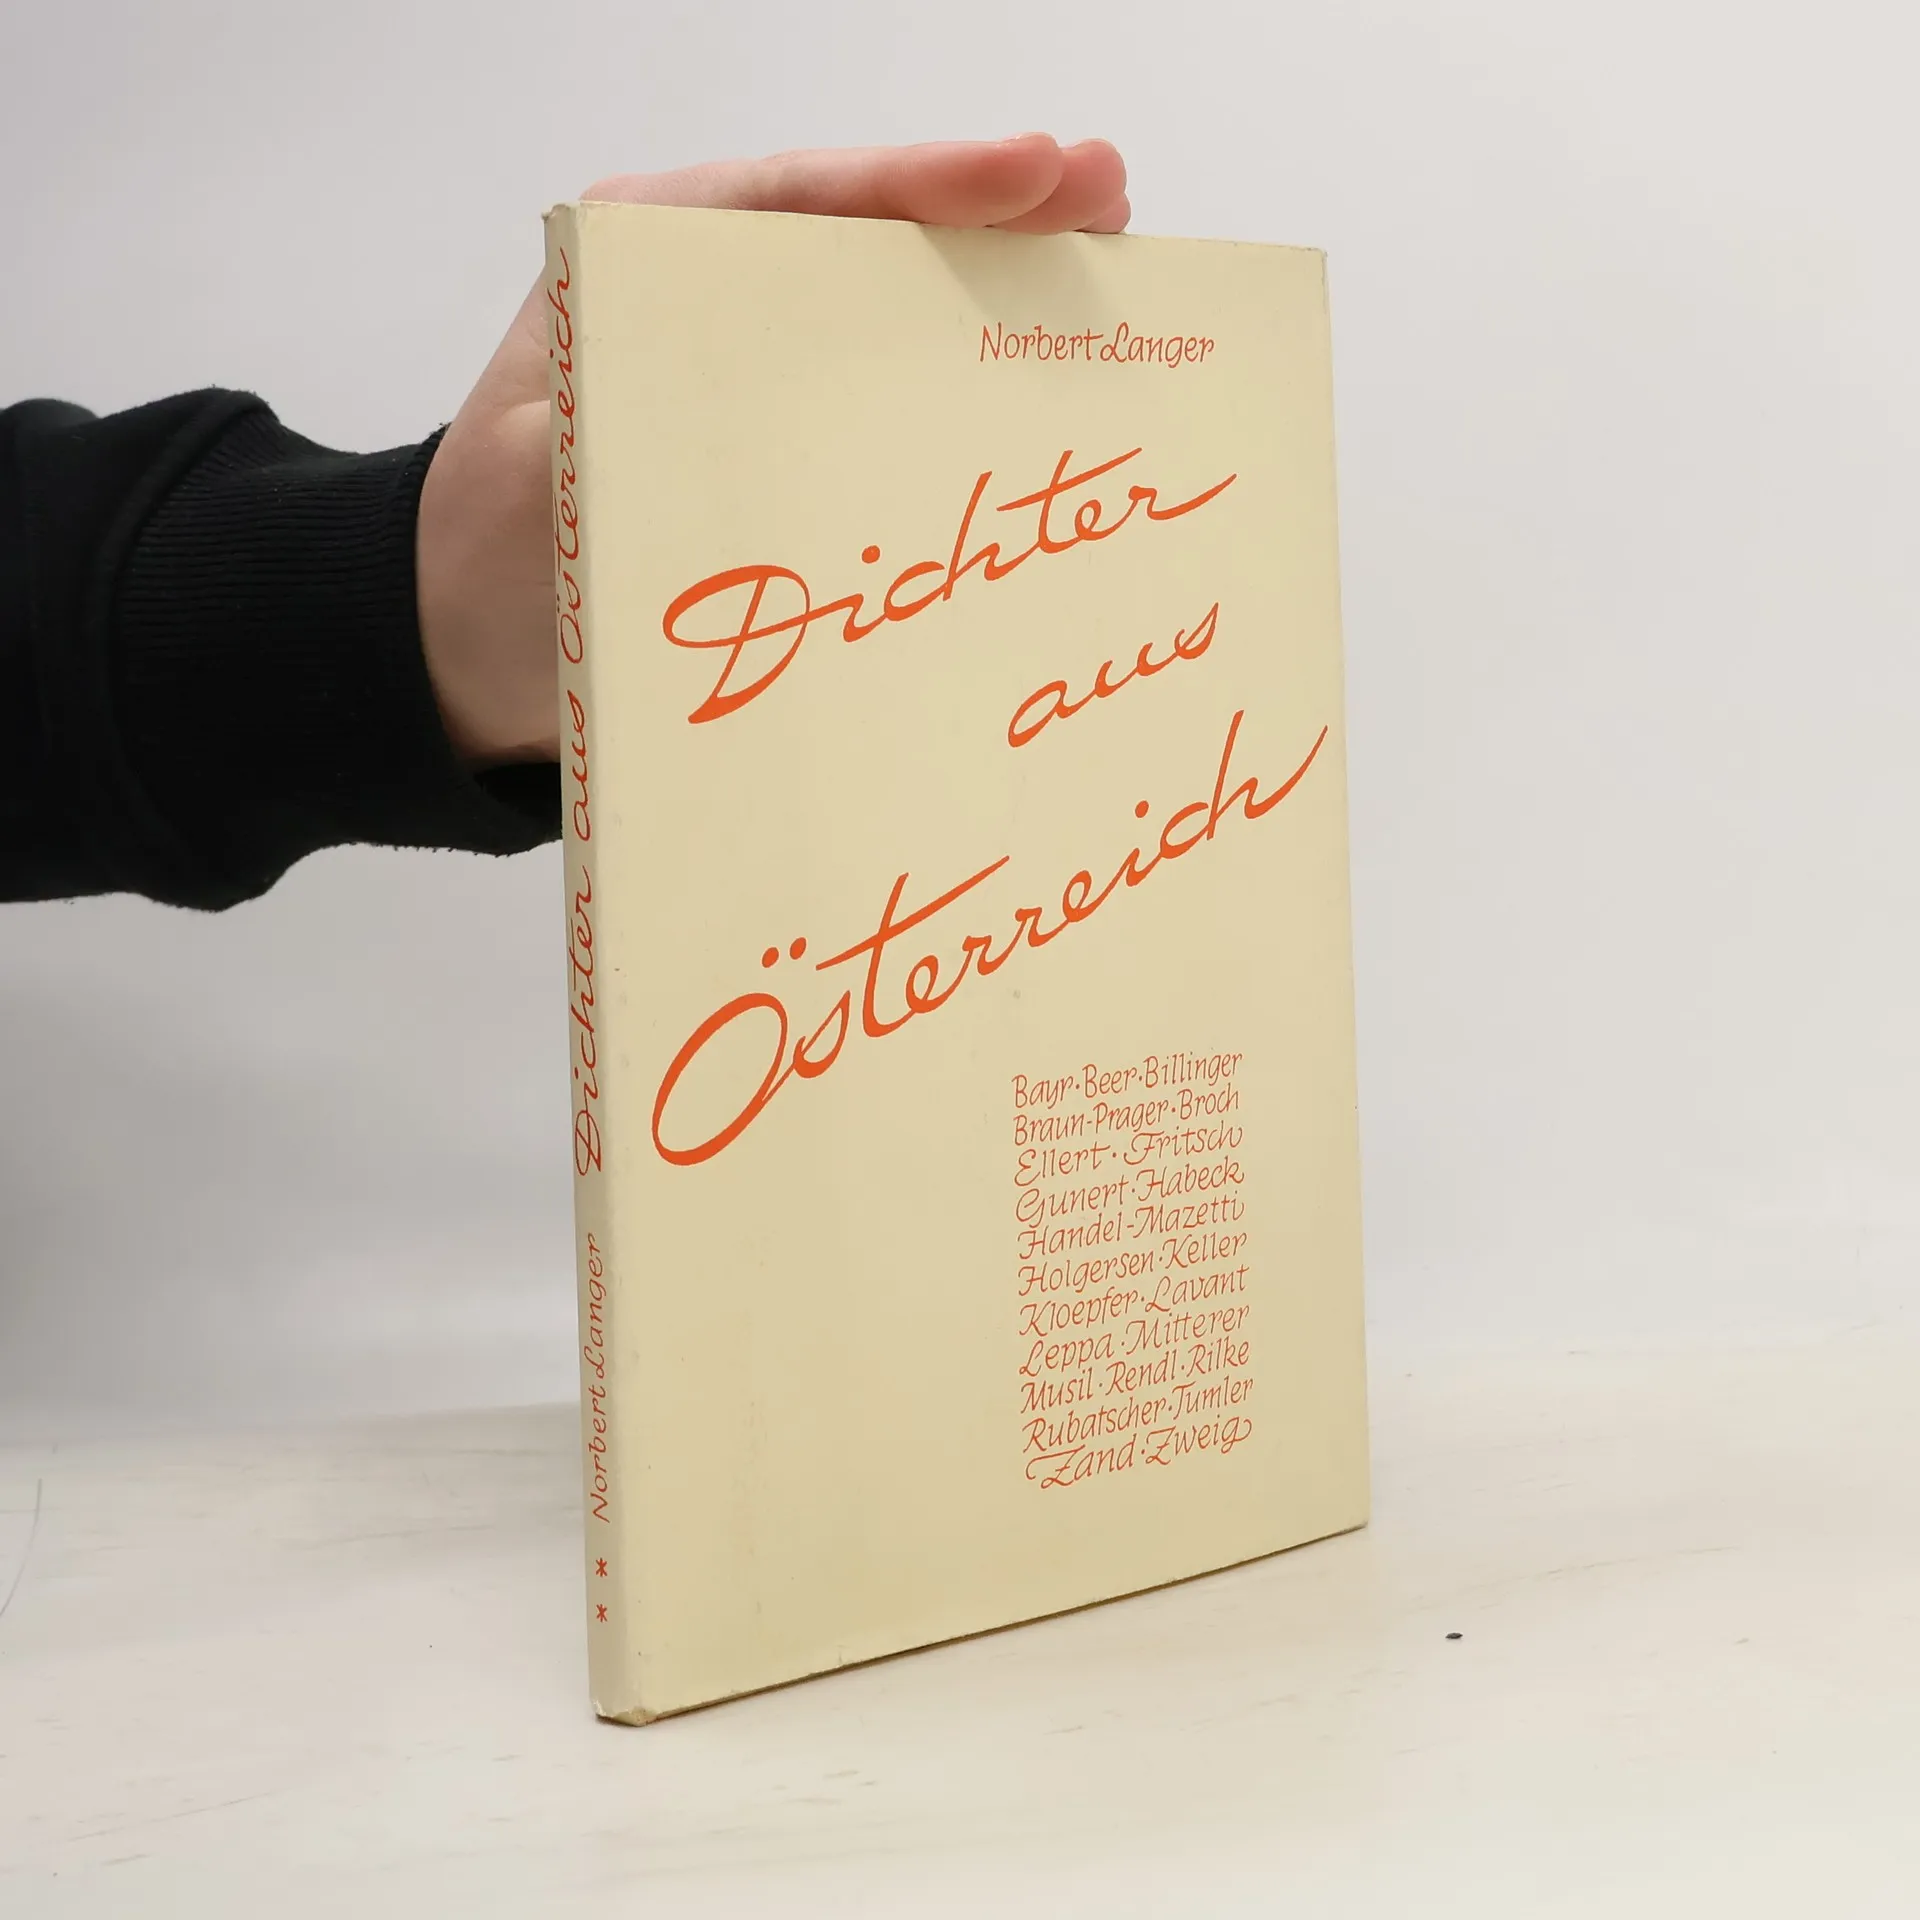 Norbert Langer
Dichter
aus
Österreich
Bayr·Beer·Billinger
Braun-Prager·Broch
Ellert·Fritsch
Gunert·Habeck
Handel-Mazetti
Holgersen·Keller
Kloepfer·Lavant
Leppa·Mitterer
Musil·Rendl·Rilke
Rubatscher·Tumler
Zand·Zweig
** Norbert Langer Dichter aus Österreich